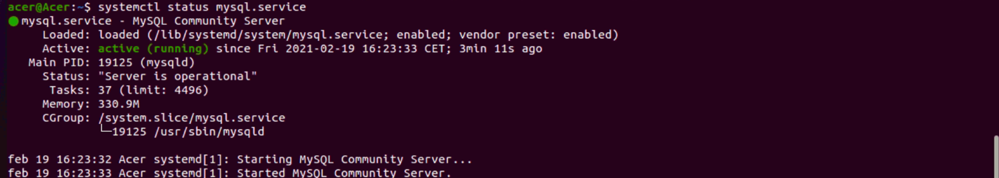 acer@Acer:~$ systemctl status mysql.service
● mysql.service - MySQL Community Server
Loaded: loaded (/lib/systemd/system/mysql.service; enabled; vendor preset: enabled)
Active: active (running) since Fri 2021-02-19 16:23:33 CET; 3min 11s ago
Main PID: 19125 (mysqld)
Status: "Server is operational"
Tasks: 37 (limit: 4496)
Memory: 330.9M
CGroup: /system.slice/mysql.service
└─19125 /usr/sbin/mysqld
feb 19 16:23:32 Acer systemd[1]: Starting MySQL Community Server...
feb 19 16:23:33 Acer systemd[1]: Started MySQL Community Server.